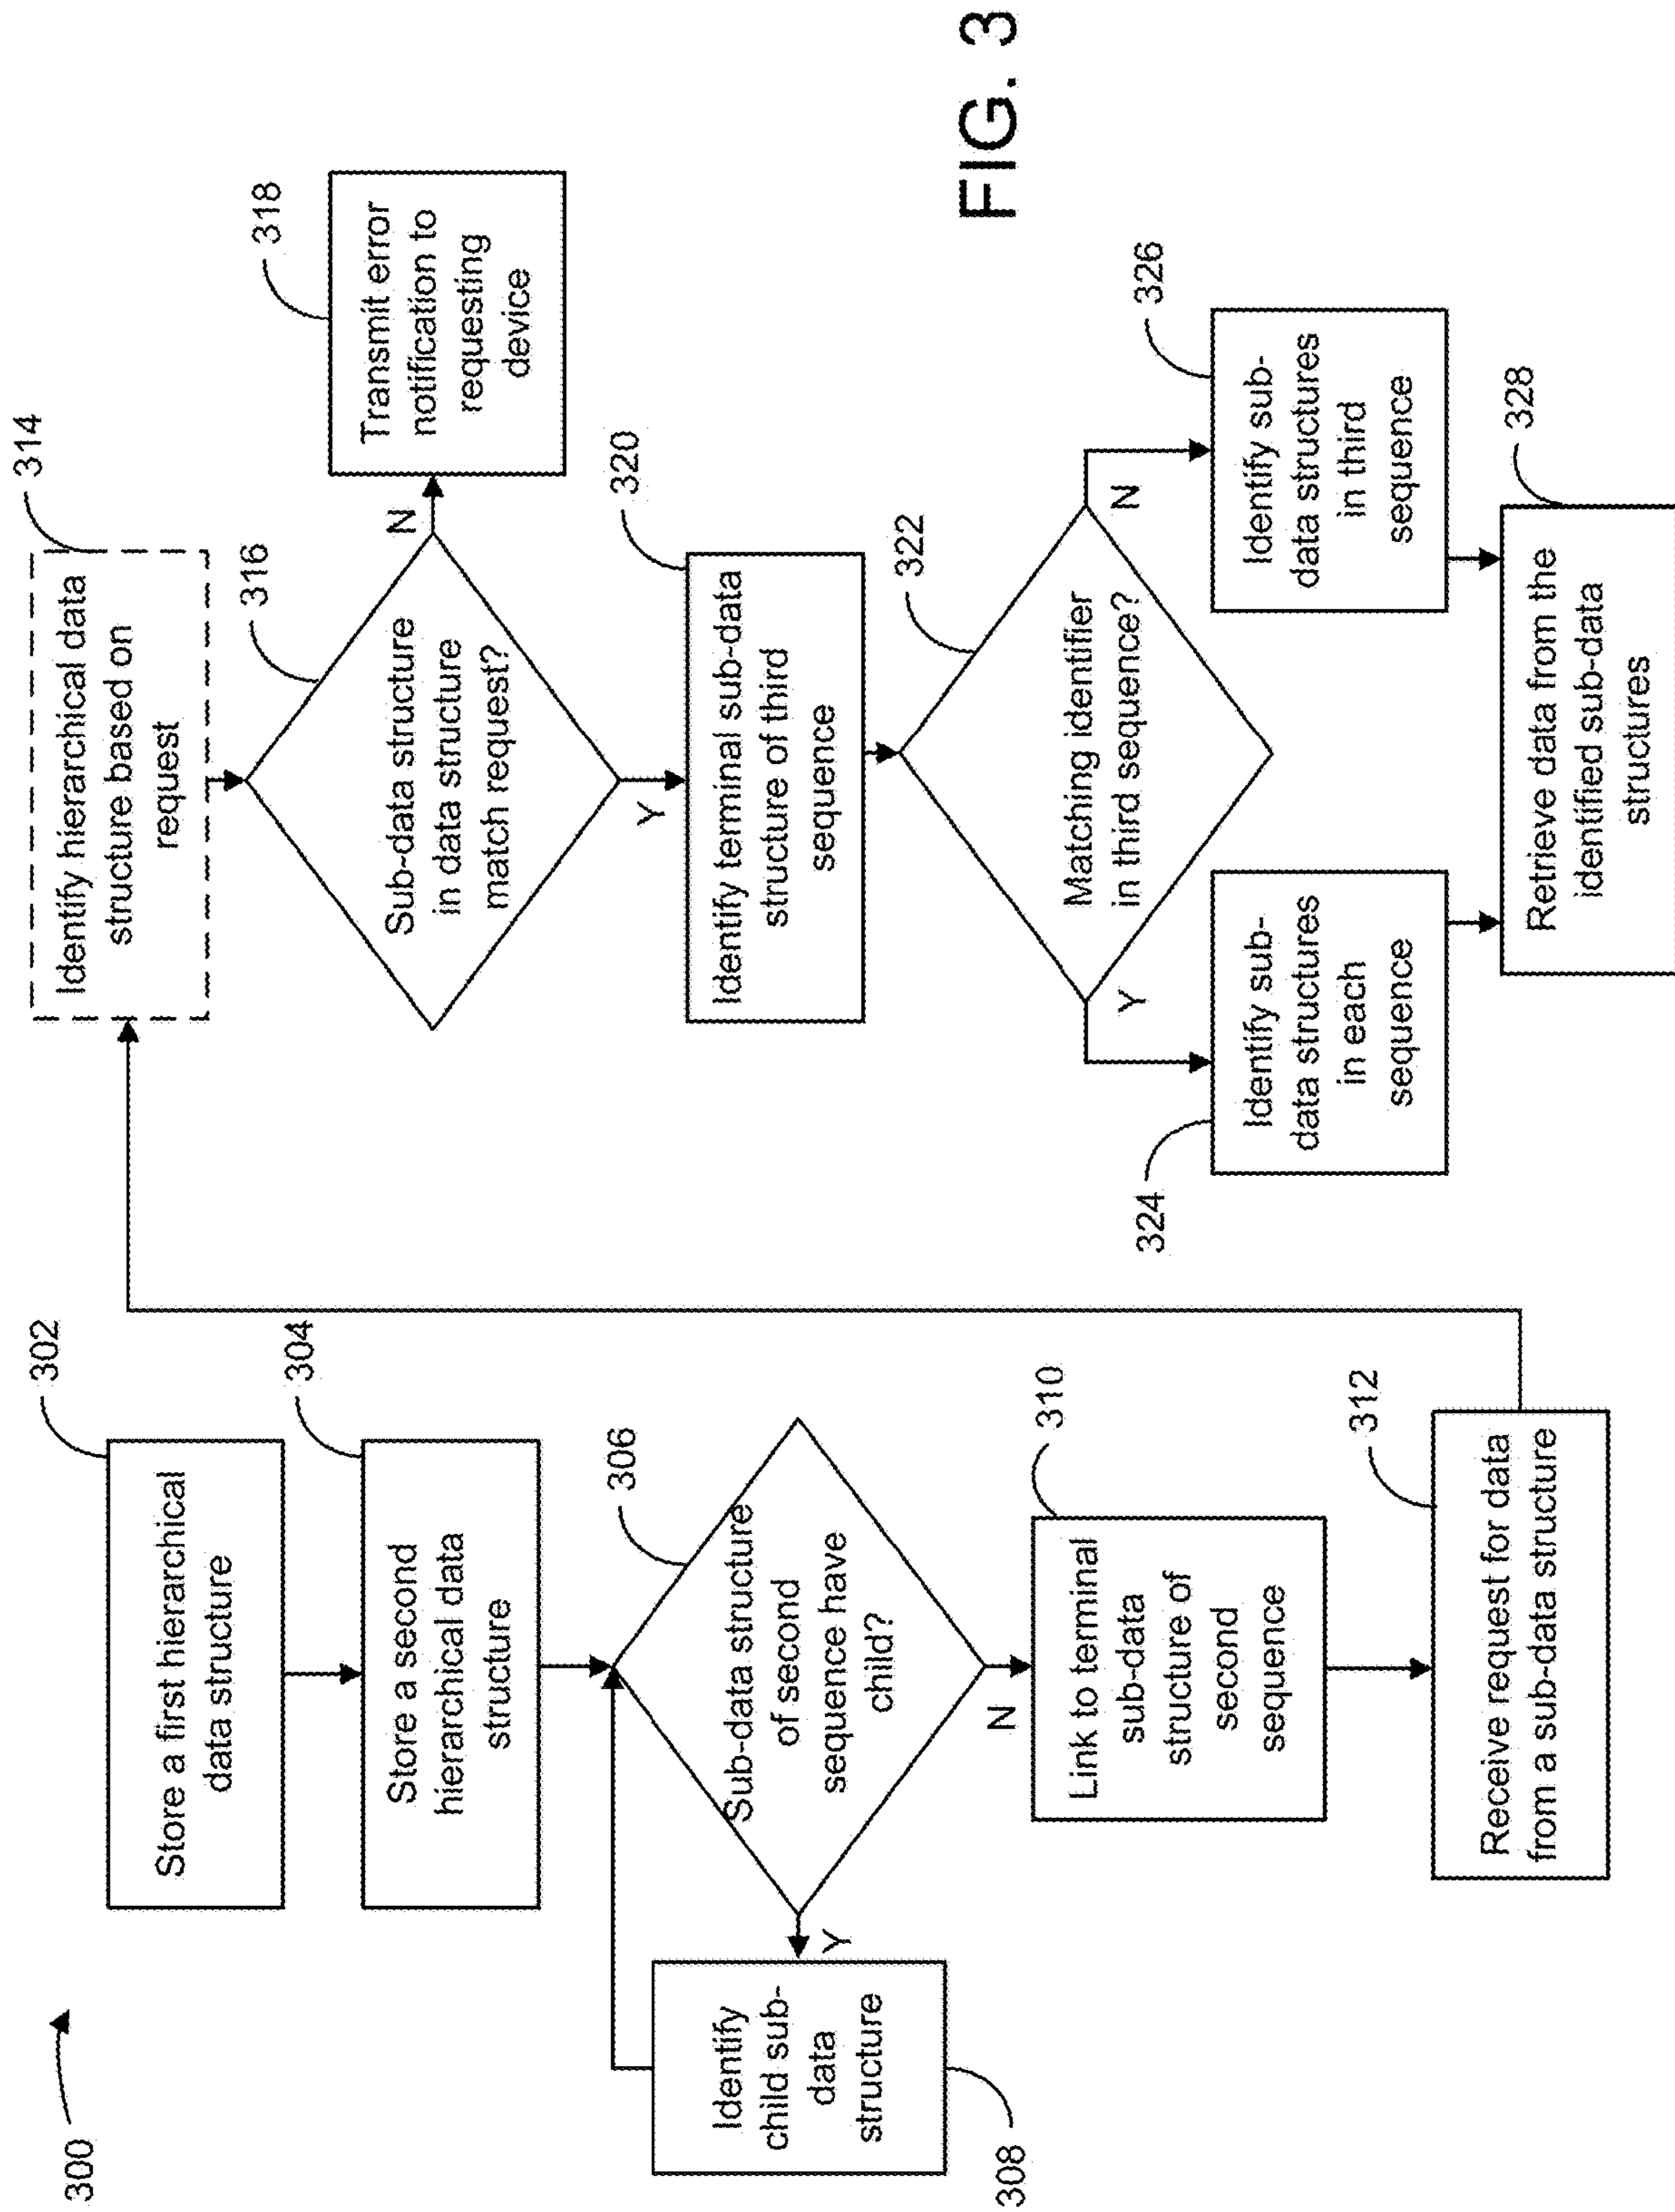 300
302
Store a first hierarchical
data structure
304
Store a second
hierarchical data
structure
306
Sub-data structure
of second
sequence have
child?
Y
N
308
Identify
child sub-
data
structure
310
Link to terminal
sub-data
structure of
second
sequence
312
Receive request for data
from a sub-data structure
314
Identify hierarchical data
structure based on
request
316
Sub-data structure
in data structure
match request?
N
Y
318
Transmit error
notification to
requesting
device
320
Identify terminal sub-data
structure of third
sequence
322
Matching identifier
in third sequence?
Y
N
324
Identify sub-
data structures
in each
sequence
326
Identify sub-
data structures
in third
sequence
328
Retrieve data from the
identified sub-data
structures
FIG. 3